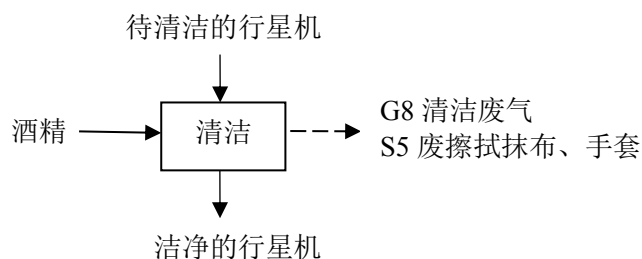 待清洁的行星机
酒精
清洁
G8 清洁废气
S5 废擦拭抹布、手套
洁净的行星机